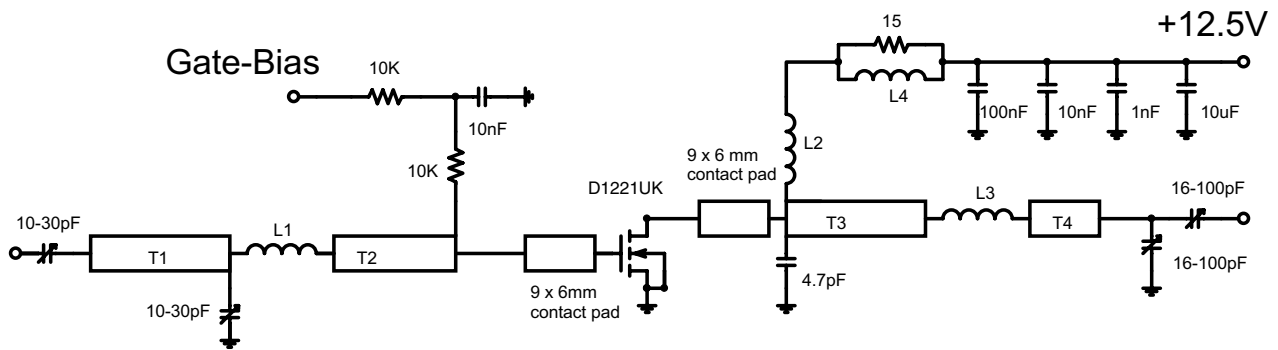 +12.5V
15
Gate-Bias
10K
L4
100nF
10nF
1nF
10uF
10nF
L2
10K
9 x 6 mm
contact pad
D1221UK
L3
16-100pF
10-30pF
L1
T3
T4
T1
T2
16-100pF
4.7pF
9 x 6mm
contact pad
10-30pF